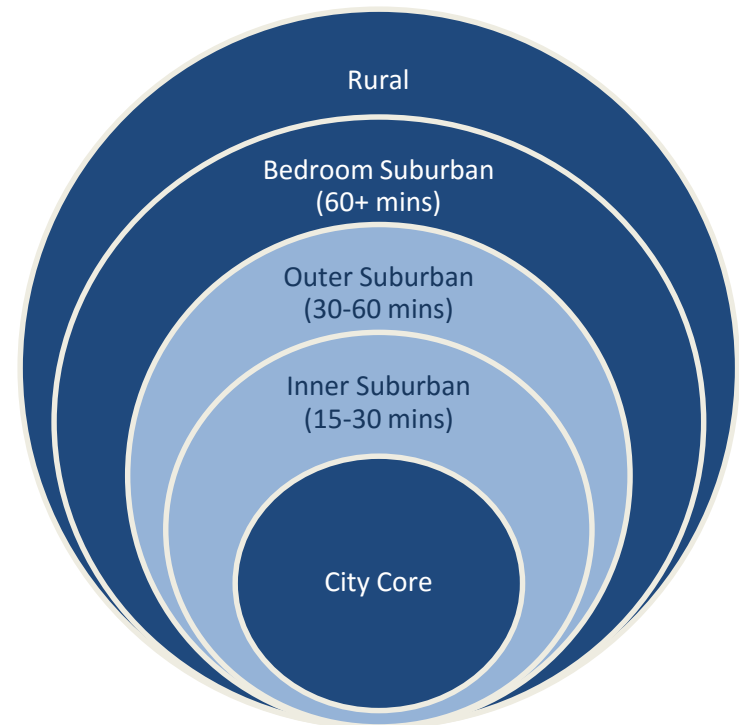 Rural
Bedroom Suburban
(60+ mins)
Outer Suburban
(30-60 mins)
Inner Suburban
(15-30 mins)
City Core